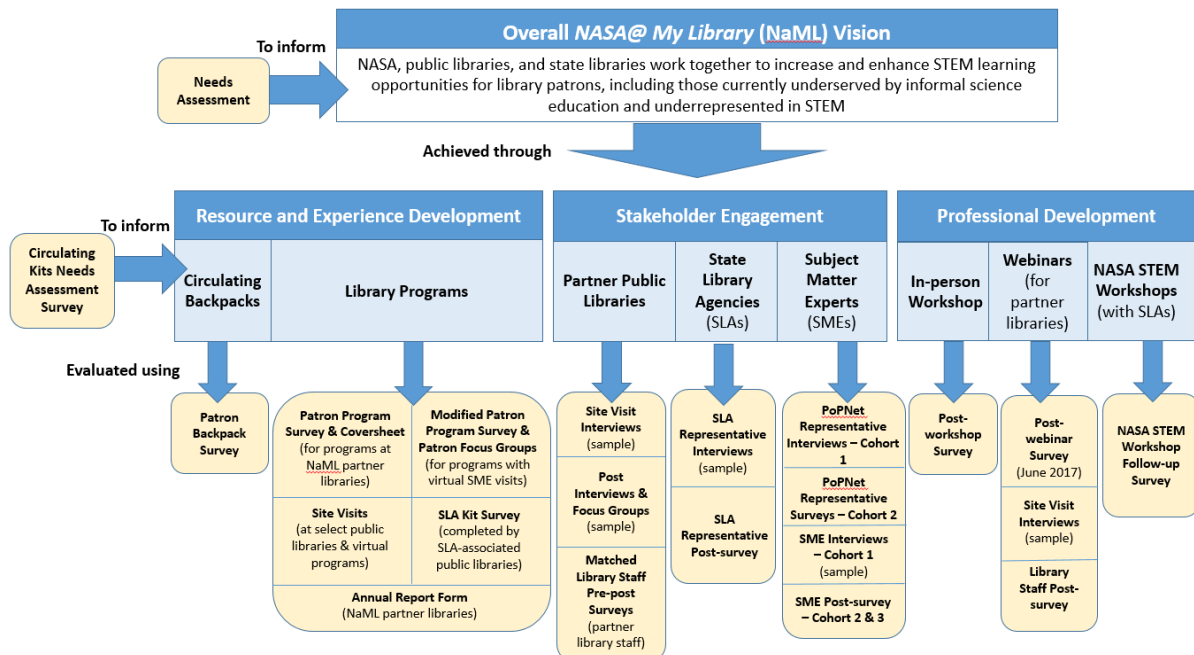 Overall NASA@ My Library (NaML) Vision
To inform
Needs
Assessment
NASA, public libraries, and state libraries work together to increase and enhance STEM learning
opportunities for library patrons, including those currently underserved by informal science
education and underrepresented in STEM
Achieved through
To inform
Circulating
Kits Needs
Assessment
Survey
Resource and Experience Development
Circulating
Backpacks
Library Programs
Stakeholder Engagement
Partner Public
Libraries
State
Library
Agencies
(SLAs)
Subject
Matter
Experts
(SMEs)
Professional Development
In-person
Workshop
Webinars
(for
partner
libraries)
NASA STEM
Workshops
(with SLAs)
Evaluated using
Patron
Backpack
Survey
Patron Program
Survey & Coversheet
(for programs at
NaML partner
libraries)
Modified Patron
Program Survey &
Patron Focus Groups
(for programs with
virtual SME visits)
Site Visits
(at select public
libraries & virtual
programs)
SLA Kit Survey
(completed by
SLA-associated
public libraries)
Annual Report Form
(NaML partner libraries)
Site Visit
Interviews
(sample)
Post
Interviews &
Focus Groups
(sample)
Matched
Library Staff
Pre-post
Surveys
(partner
library staff)
SLA
Representative
Interviews
(sample)
SLA
Representative
Post-survey
PoPNet
Representative
Interviews – Cohort
1
PoPNet
Representative
Surveys – Cohort 2
SME Interviews
– Cohort 1
(sample)
SME Post-survey
– Cohort 2 & 3
Post-
workshop
Survey
Post-
webinar
Survey
(June 2017)
Site Visit
Interviews
(sample)
Library
Staff Post-
survey
NASA STEM
Workshop
Follow-up
Survey